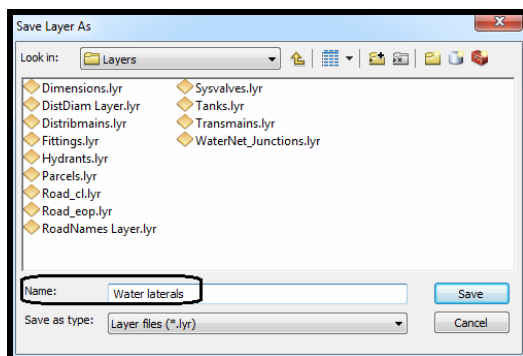 Save Layer As
Look in: Layers
Dimensions.lyr
DistDiam Layer.lyr
Distribmains.lyr
Fittings.lyr
Hydrants.lyr
Parcels.lyr
Road_cl.lyr
Road_eop.lyr
RoadNames Layer.lyr
Sysvalves.lyr
Tanks.lyr
Transmains.lyr
WaterNet_Junctions.lyr
Name: Water laterals Save
Save as type: Layer files (*.lyr) Cancel